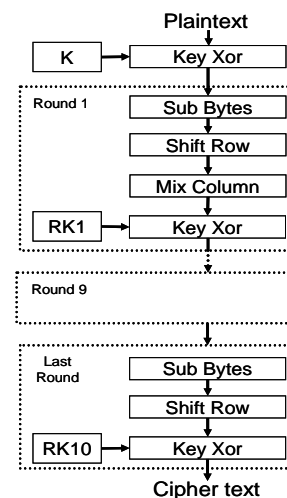 Plaintext
K
Key Xor
Round 1
Sub Bytes
Shift Row
Mix Column
RK1
Key Xor
Round 9
Last
Round
Sub Bytes
Shift Row
RK10
Key Xor
Cipher text